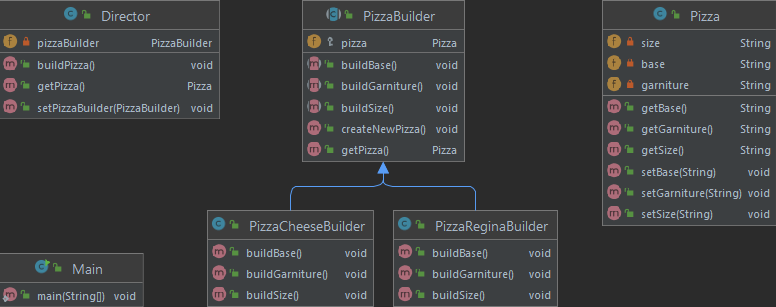 Director
pizzaBuilder PizzaBuilder
buildPizza() void
getPizza() Pizza
setPizzaBuilder(PizzaBuilder) void
PizzaBuilder
pizza Pizza
buildBase() void
buildGarniture() void
buildSize() void
createNewPizza() void
getPizza() Pizza
Pizza
size String
base String
garniture String
getBase() String
getGarniture() String
getSize() String
setBase(String) void
setGarniture(String) void
setSize(String) void
PizzaCheeseBuilder
buildBase() void
buildGarniture() void
buildSize() void
PizzaReginaBuilder
buildBase() void
buildGarniture() void
buildSize() void
Main
main(String[]) void